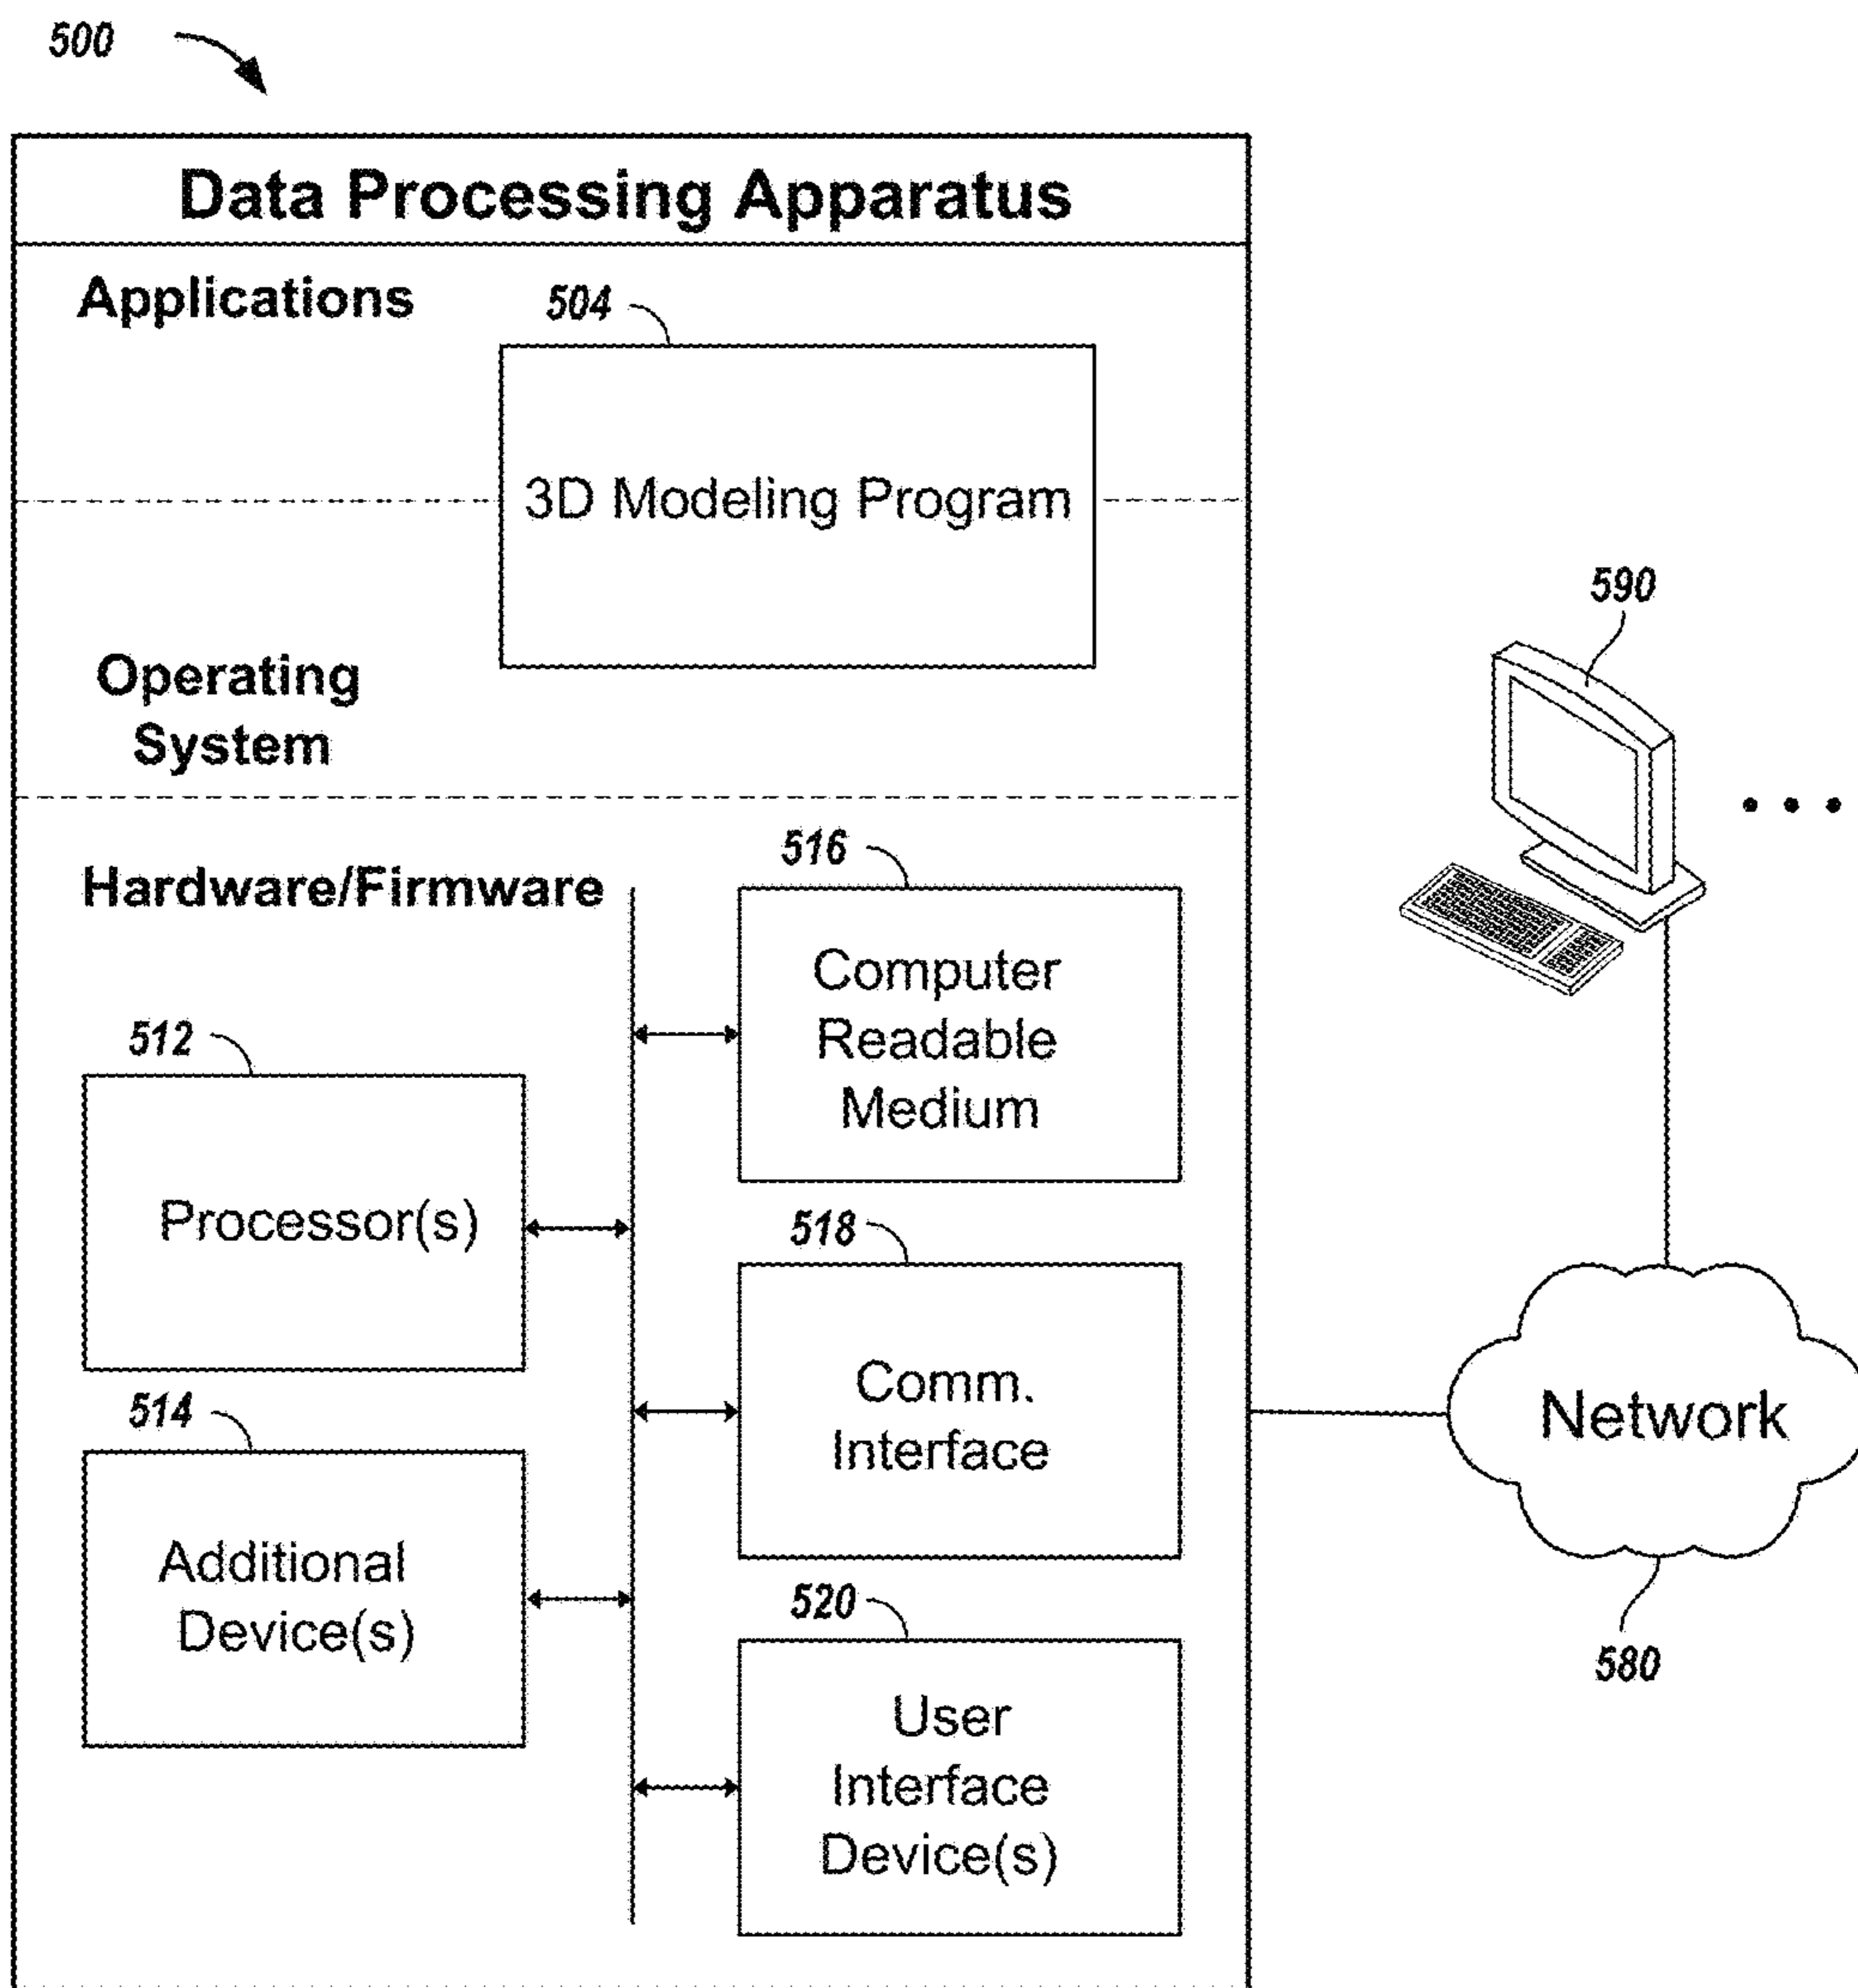 500
Data Processing Apparatus
Applications
504
3D Modeling Program
Operating
System
Hardware/Firmware
512
Processor(s)
514
Additional
Device(s)
516
Computer
Readable
Medium
518
Comm.
Interface
520
User
Interface
Device(s)
590
Network
580